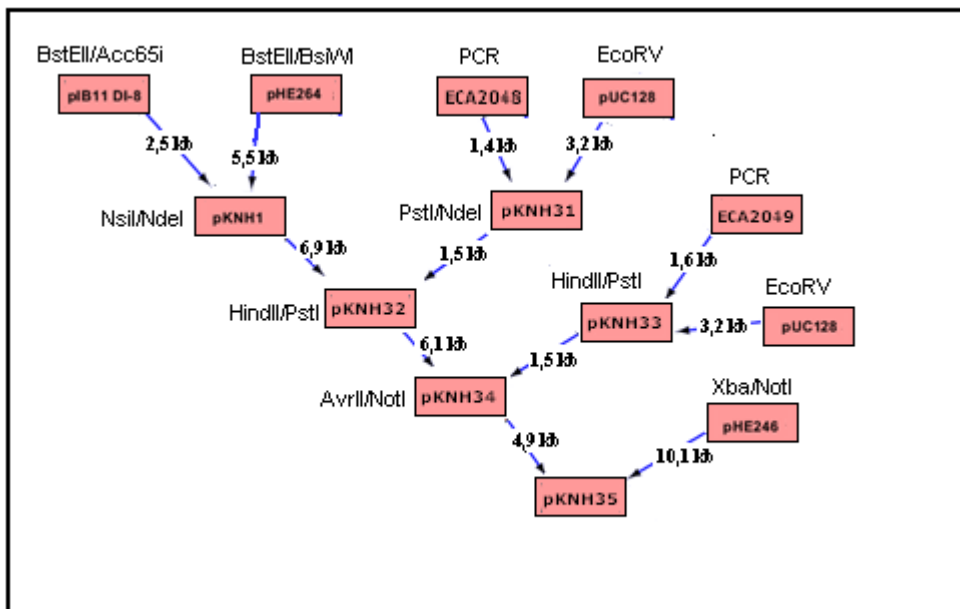 BstEII/Acc65i
BstEII/BsiWI
PCR
EcoRV
pIB11 DI-8
pHE264
ECA2048
pUC128
2,5 kb
5,5 kb
1,4 kb
3,2 kb
PCR
NsiI/NdeI
pKNH1
PstI/NdeI
pKNH31
ECA2049
6,9 kb
1,5 kb
1,6 kb
HindII/PstI
EcoRV
HindII/PstI
pKNH32
pKNH33
3,2 kb
pUC128
6,1 kb
1,5 kb
AvrII/NotI
pKNH34
Xba/NotI
pHE246
4,9 kb
10,1 kb
pKNH35